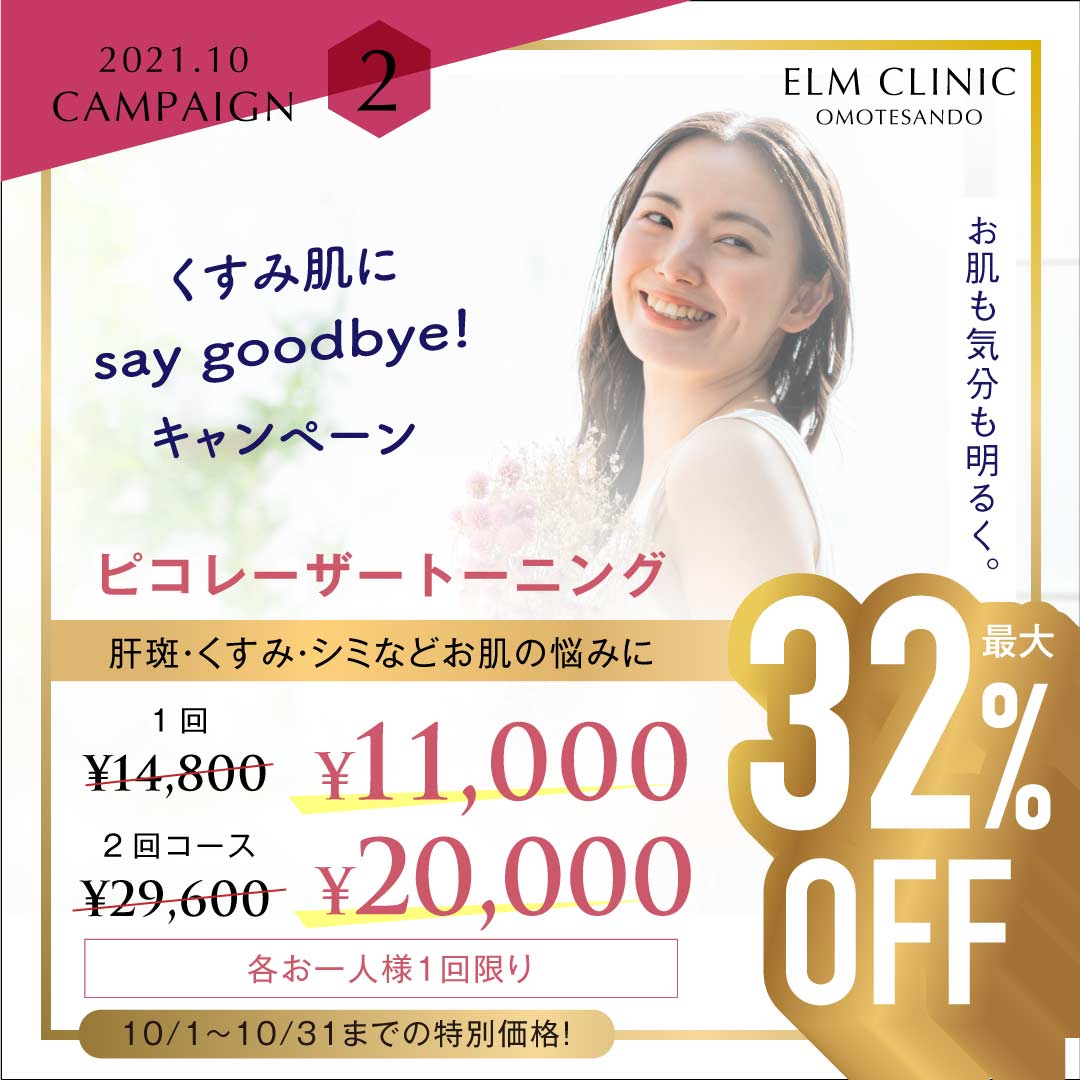 2021.10
CAMPAIGN
2
ELM CLINIC
OMOTESANDO
くすみ肌に
say goodbye!
キャンペーン
お肌も気分も明るく。
ピコレーザートーニング
肝斑・くすみ・シミなどお肌の悩みに
1回
¥14,800
¥11,000
2回コース
¥29,600
¥20,000
最大
32%
OFF
各お一人様1回限り
10/1〜10/31までの特別価格!